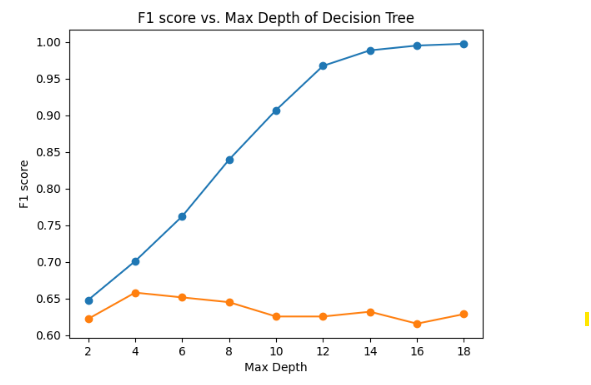 F1 score vs. Max Depth of Decision Tree
1.00
0.95
0.90
0.85
0.80
0.75
0.70
0.65
0.60
F1 score
2 4 6 8 10 12 14 16 18
Max Depth